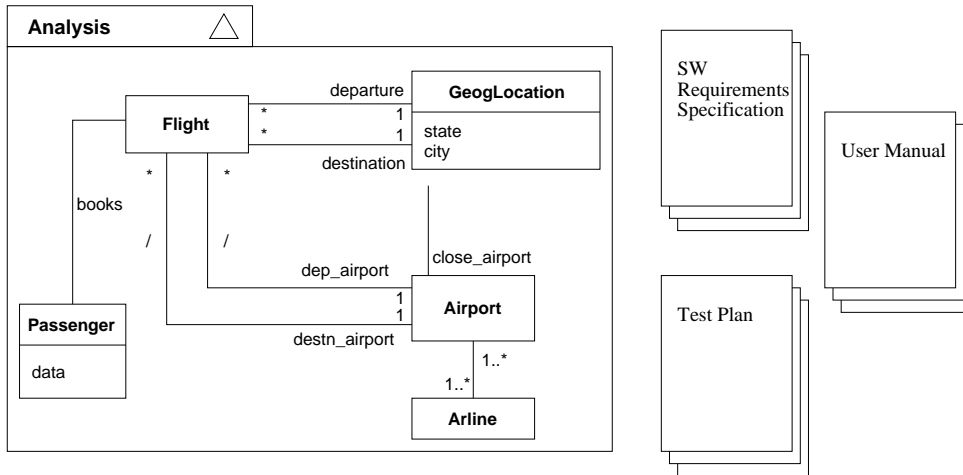 Analysis
departure
GeogLocation
Flight
*
1
*
1
state
city
destination
books
*
*
/
/
close_airport
dep_airport
1
1
Airport
destn_airport
Passenger
data
1..*
1..*
Arline
SW
Requirements
Specification
User Manual
Test Plan